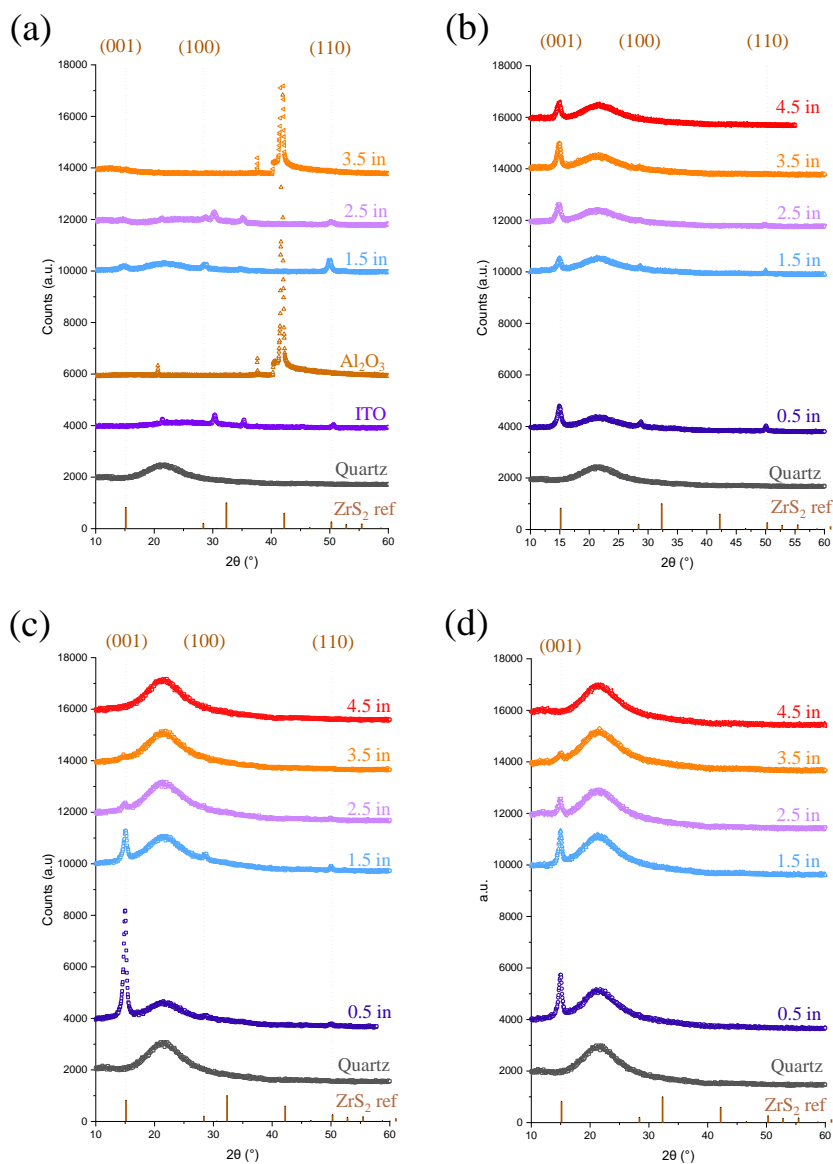 (a)
(001) (100) (110)
18000
16000
14000
12000
10000
8000
6000
4000
2000
0
Counts (a.u.)
3.5 in
2.5 in
1.5 in
Al₂O₃
ITO
Quartz
ZrS₂ ref
10 20 30 40 50 60
2θ (°)
(b)
(001) (100) (110)
18000
16000
14000
12000
10000
8000
6000
4000
2000
0
Counts (a.u.)
4.5 in
3.5 in
2.5 in
1.5 in
0.5 in
Quartz
ZrS₂ ref
10 15 20 25 30 35 40 45 50 55 60
2θ (°)
(c)
(001) (100) (110)
18000
16000
14000
12000
10000
8000
6000
4000
2000
0
Counts (a.u)
4.5 in
3.5 in
2.5 in
1.5 in
0.5 in
Quartz
ZrS₂ ref
10 20 30 40 50 60
2θ (°)
(d)
(001)
18000
16000
14000
12000
10000
8000
6000
4000
2000
0
a.u.
4.5 in
3.5 in
2.5 in
1.5 in
0.5 in
Quartz
ZrS₂ ref
10 20 30 40 50 60
2θ (°)